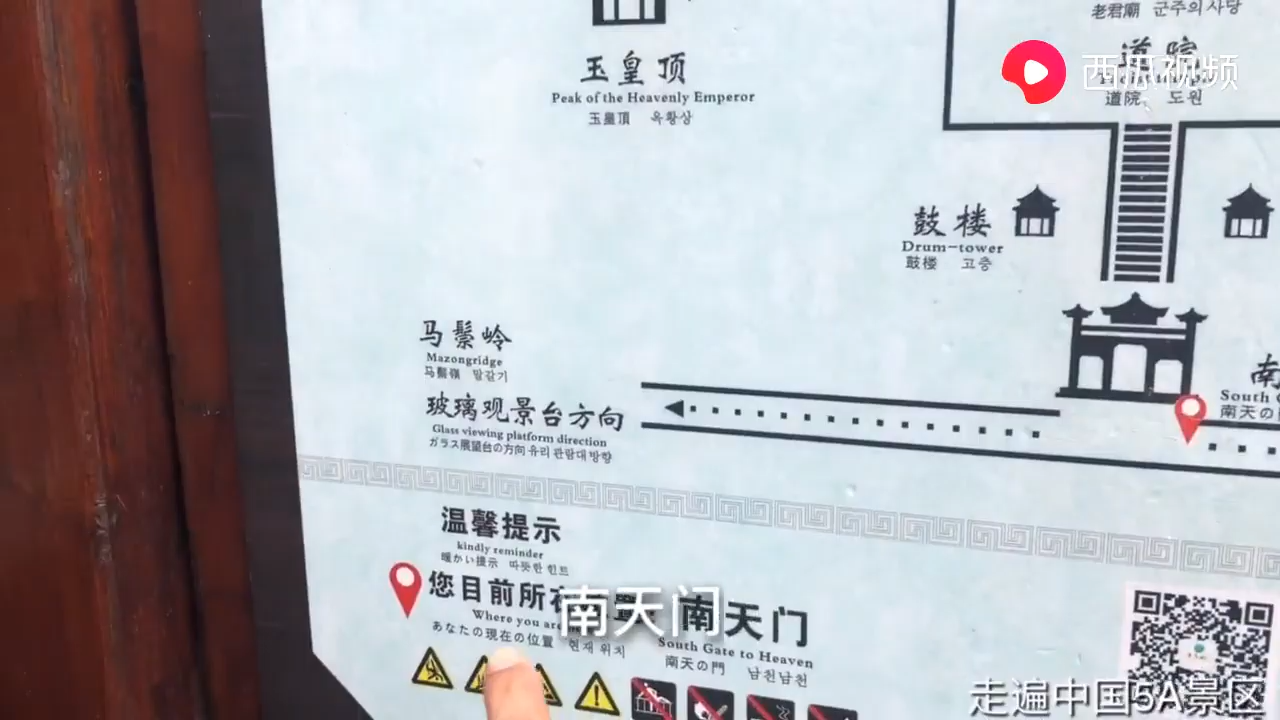 老君廟 군주의사당
道院
西瓜视频
道院 도원
玉皇顶
Peak of the Heavenly Emperor
玉皇頂 옥황상
鼓楼
Drum-tower
鼓楼 고층
马鬃岭
Mazongridge
马鬃嶺 말갈기
玻璃观景台方向
Glass viewing platform direction
ガラス展望台の方向 유리 관람대 방향
南
South G
南天の
温馨提示
kindly reminder
暖かい提示 따뜻한 힌트
您目前所在 置: 南天门
南天门
Where you are
South Gate to Heaven
あなたの現在の位置 현재 위치
南天の門 남천남천
走遍中国5A景区